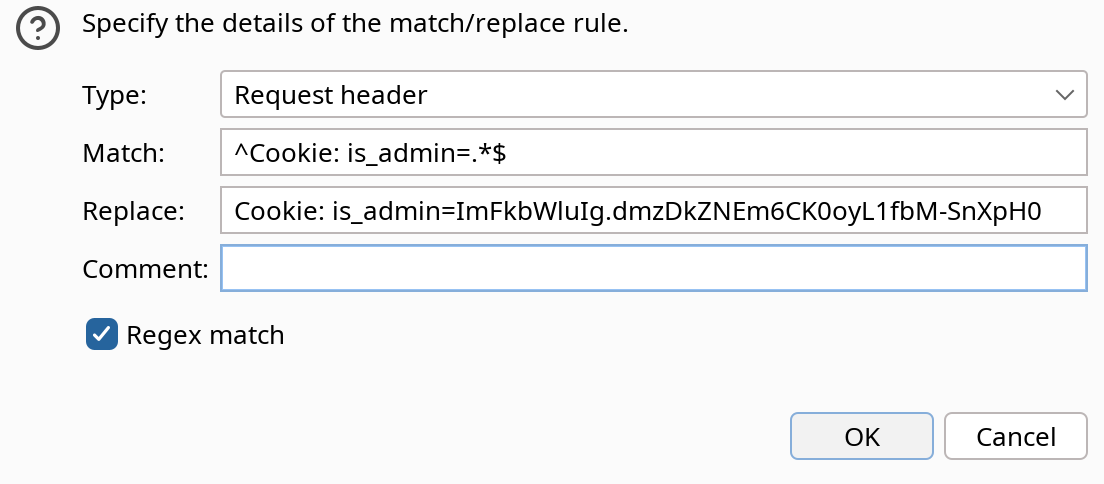 Specify the details of the match/replace rule.
Type: Request header
Match: ^Cookie: is_admin=.*$
Replace: Cookie: is_admin=ImFkbWluIg.dmzDkZNEm6CK0oyL1fbM-SnXpH0
Comment:
Regex match
OK Cancel